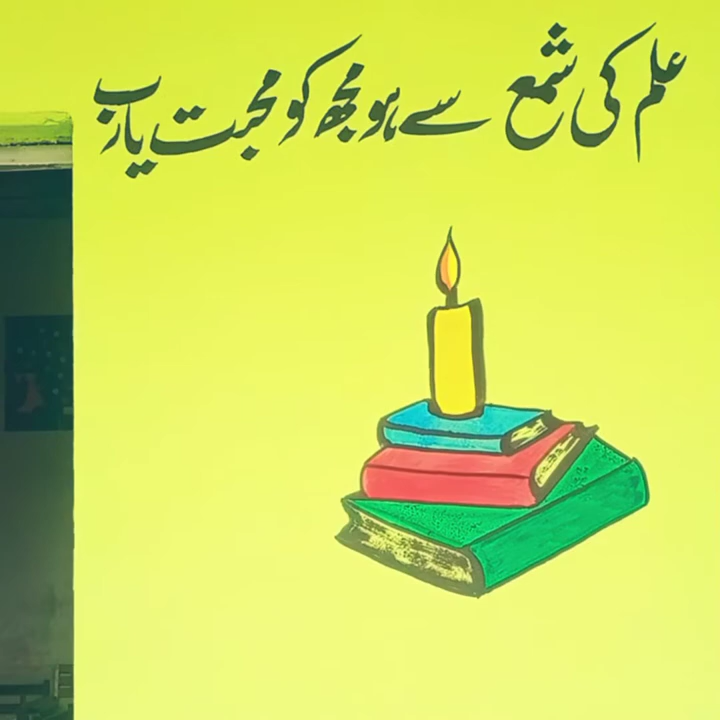 علم کی شمع سے ہو مجھ کو محبت یارب